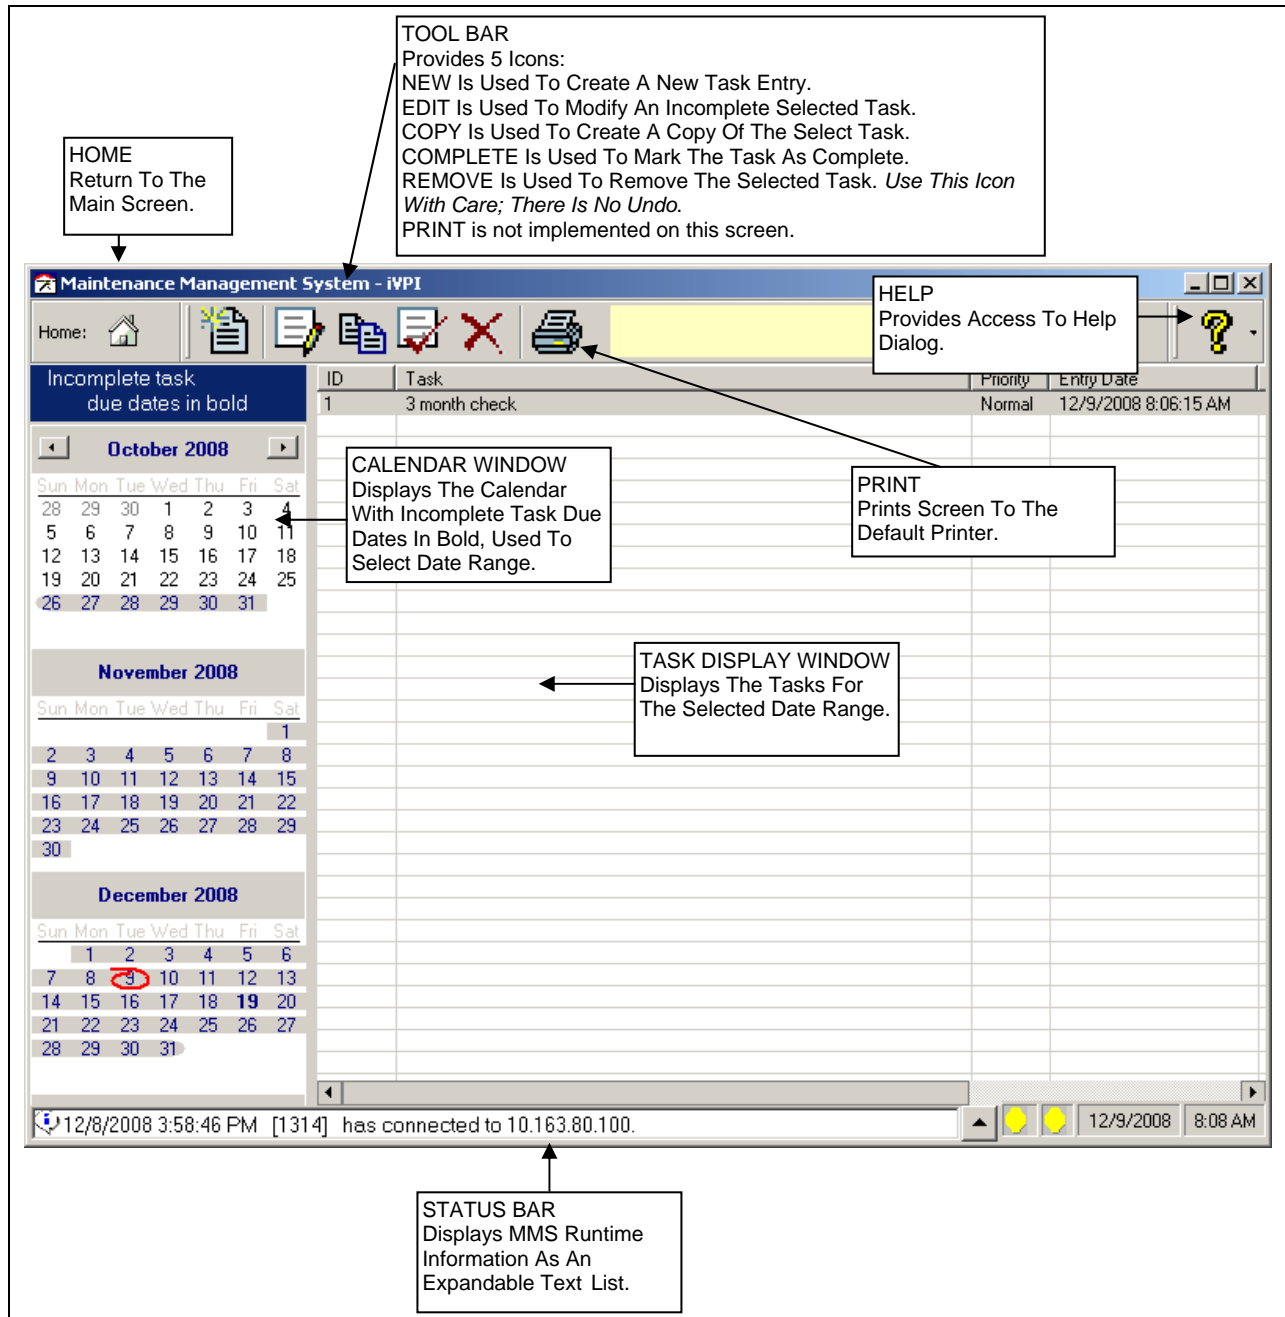 TOOL BAR
Provides 5 Icons:
NEW Is Used To Create A New Task Entry.
EDIT Is Used To Modify An Incomplete Selected Task.
COPY Is Used To Create A Copy Of The Select Task.
COMPLETE Is Used To Mark The Task As Complete.
REMOVE Is Used To Remove The Selected Task. Use This Icon
With Care; There Is No Undo.
PRINT is not implemented on this screen.
HOME
Return To The
Main Screen.
Maintenance Management System - iVPI
HELP
Provides Access To Help
Dialog.
Home:
Incomplete task
due dates in bold
ID Task Priority Entry Date
1 3 month check Normal 12/9/2008 8:06:15 AM
October 2008
Sun Mon Tue Wed Thu Fri Sat
28 29 30 1 2 3 4
5 6 7 8 9 10 11
12 13 14 15 16 17 18
19 20 21 22 23 24 25
26 27 28 29 30 31
CALENDAR WINDOW
Displays The Calendar
With Incomplete Task Due
Dates In Bold, Used To
Select Date Range.
PRINT
Prints Screen To The
Default Printer.
TASK DISPLAY WINDOW
Displays The Tasks For
The Selected Date Range.
November 2008
Sun Mon Tue Wed Thu Fri Sat
1
2 3 4 5 6 7 8
9 10 11 12 13 14 15
16 17 18 19 20 21 22
23 24 25 26 27 28 29
30
December 2008
Sun Mon Tue Wed Thu Fri Sat
1 2 3 4 5 6
7 8 9 10 11 12 13
14 15 16 17 18 19 20
21 22 23 24 25 26 27
28 29 30 31
12/8/2008 3:58:46 PM [1314] has connected to 10.163.80.100.
12/9/2008 8:08 AM
STATUS BAR
Displays MMS Runtime
Information As An
Expandable Text List.